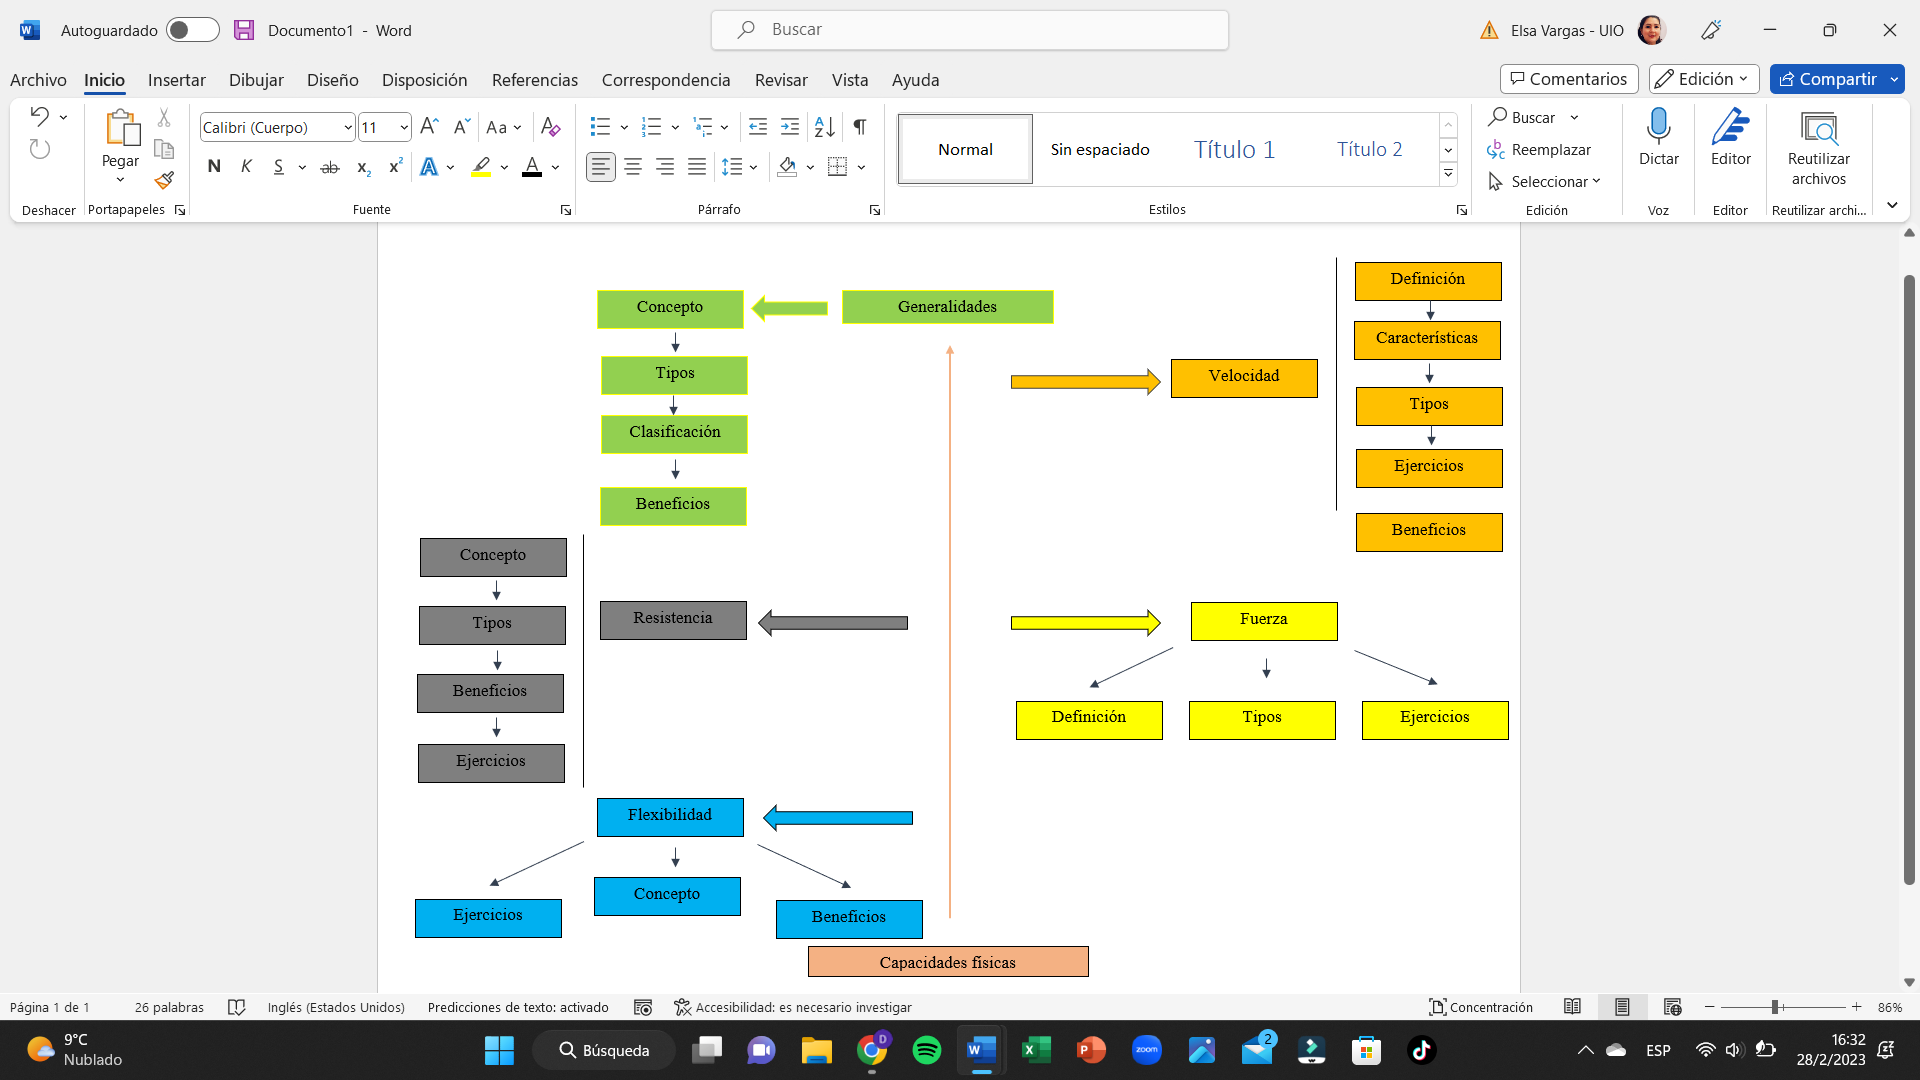 Autoguardado
Documento1 - Word
Buscar
Elsa Vargas - UIO
Archivo
Inicio
Insertar
Dibujar
Diseño
Disposición
Referencias
Correspondencia
Revisar
Vista
Ayuda
Comentarios
Edición
Compartir
Pegar
Calibri (Cuerpo)
11
Normal
Sin espaciado
Título 1
Título 2
Buscar
Reemplazar
Seleccionar
Dictar
Editor
Reutilizar
archivos
Deshacer
Portapapeles
Fuente
Párrafo
Estilos
Edición
Voz
Editor
Reutilizar archi...
Concepto
Generalidades
Tipos
Clasificación
Beneficios
Velocidad
Definición
Características
Tipos
Ejercicios
Beneficios
Concepto
Tipos
Beneficios
Ejercicios
Resistencia
Fuerza
Definición
Tipos
Ejercicios
Flexibilidad
Ejercicios
Concepto
Beneficios
Capacidades físicas
Página 1 de 1
26 palabras
Inglés (Estados Unidos)
Predicciones de texto: activado
Accesibilidad: es necesario investigar
Concentración
86%
9°C
Nublado
Búsqueda
D
zoom
2
ESP
16:32
28/2/2023